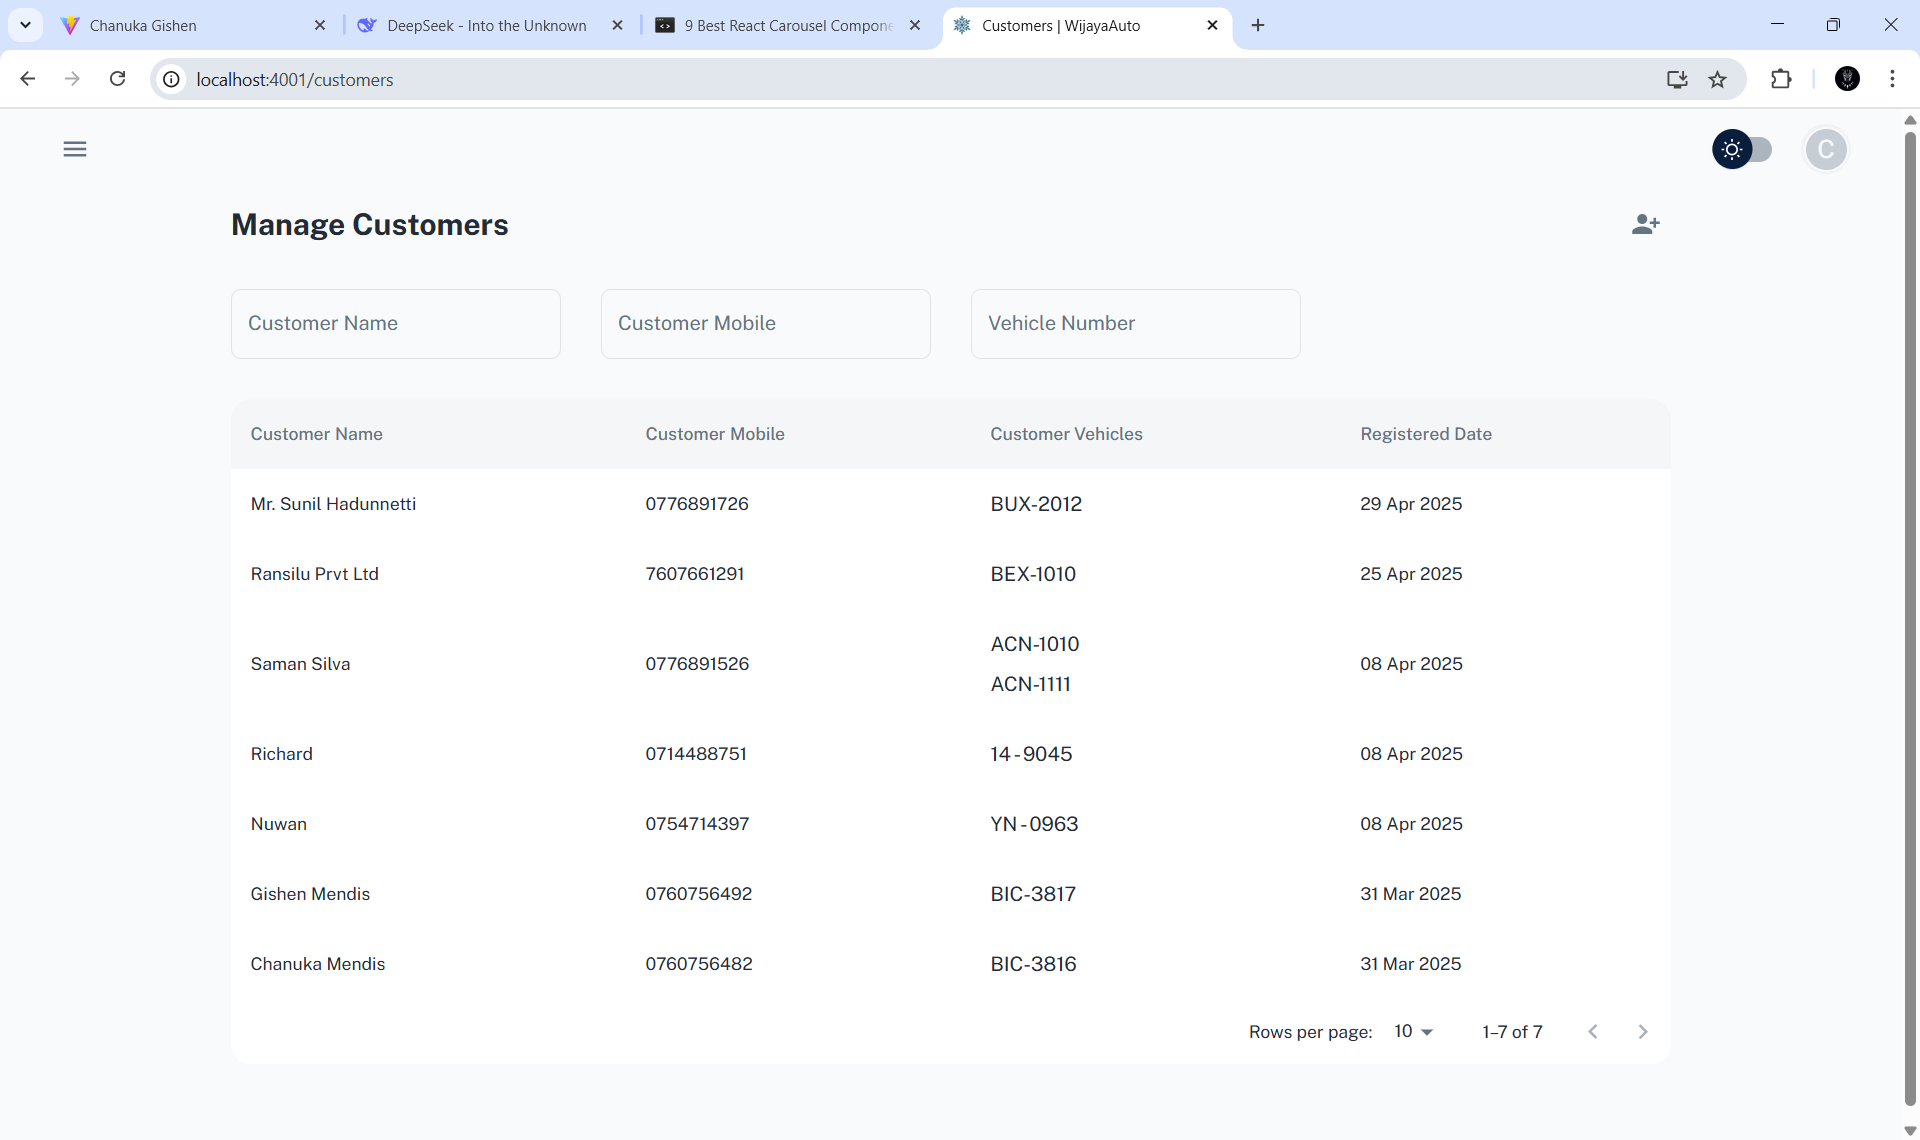 Chanuka Gishen
DeepSeek - Into the Unknown
9 Best React Carousel Compone
Customers | WijayaAuto
localhost:4001/customers
C
Manage Customers
Customer Name
Customer Mobile
Vehicle Number
Customer Name Customer Mobile Customer Vehicles Registered Date
Mr. Sunil Hadunnetti 0776891726 BUX-2012 29 Apr 2025
Ransilu Prvt Ltd 7607661291 BEX-1010 25 Apr 2025
Saman Silva 0776891526 ACN-1010 08 Apr 2025
ACN-1111
Richard 0714488751 14 - 9045 08 Apr 2025
Nuwan 0754714397 YN - 0963 08 Apr 2025
Gishen Mendis 0760756492 BIC-3817 31 Mar 2025
Chanuka Mendis 0760756482 BIC-3816 31 Mar 2025
Rows per page: 10 1–7 of 7